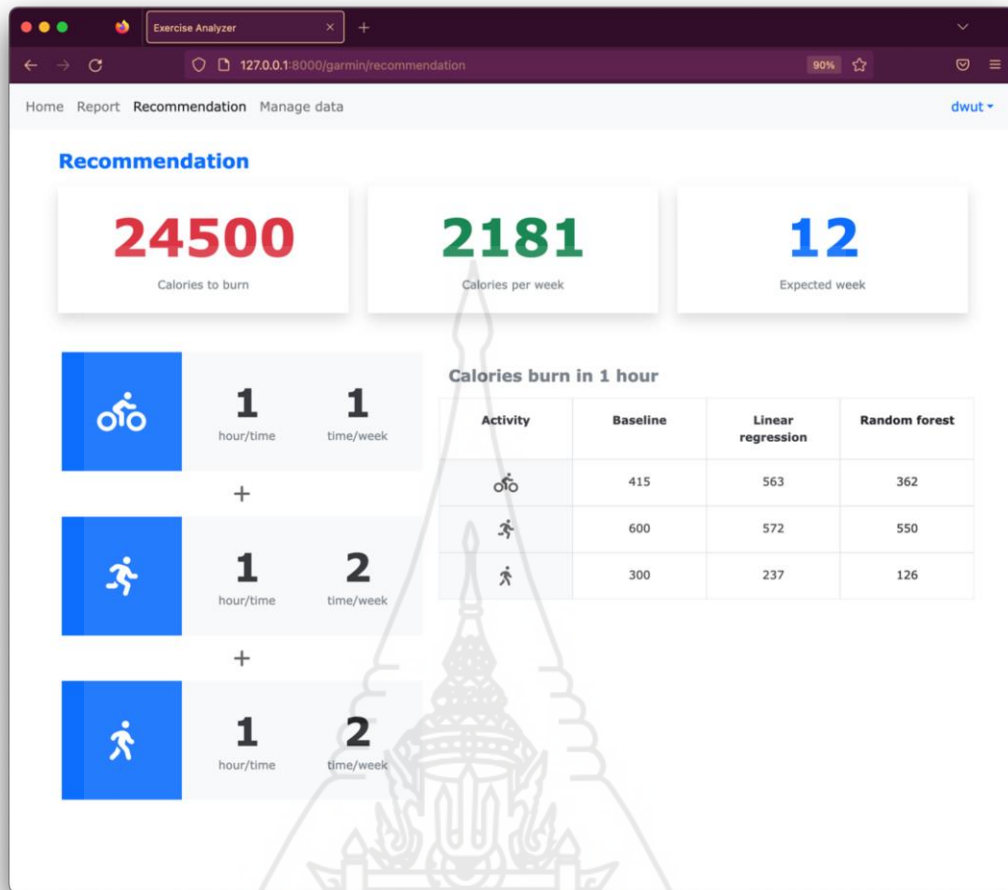 Exercise Analyzer
127.0.0.1:8000/garmin/recommendation
90%
Home Report Recommendation Manage data
dwut
Recommendation
24500
Calories to burn
2181
Calories per week
12
Expected week
1
hour/time
1
time/week
+
1
hour/time
2
time/week
+
1
hour/time
2
time/week
Calories burn in 1 hour
Activity
Baseline
Linear
regression
Random forest
415
563
362
600
572
550
300
237
126